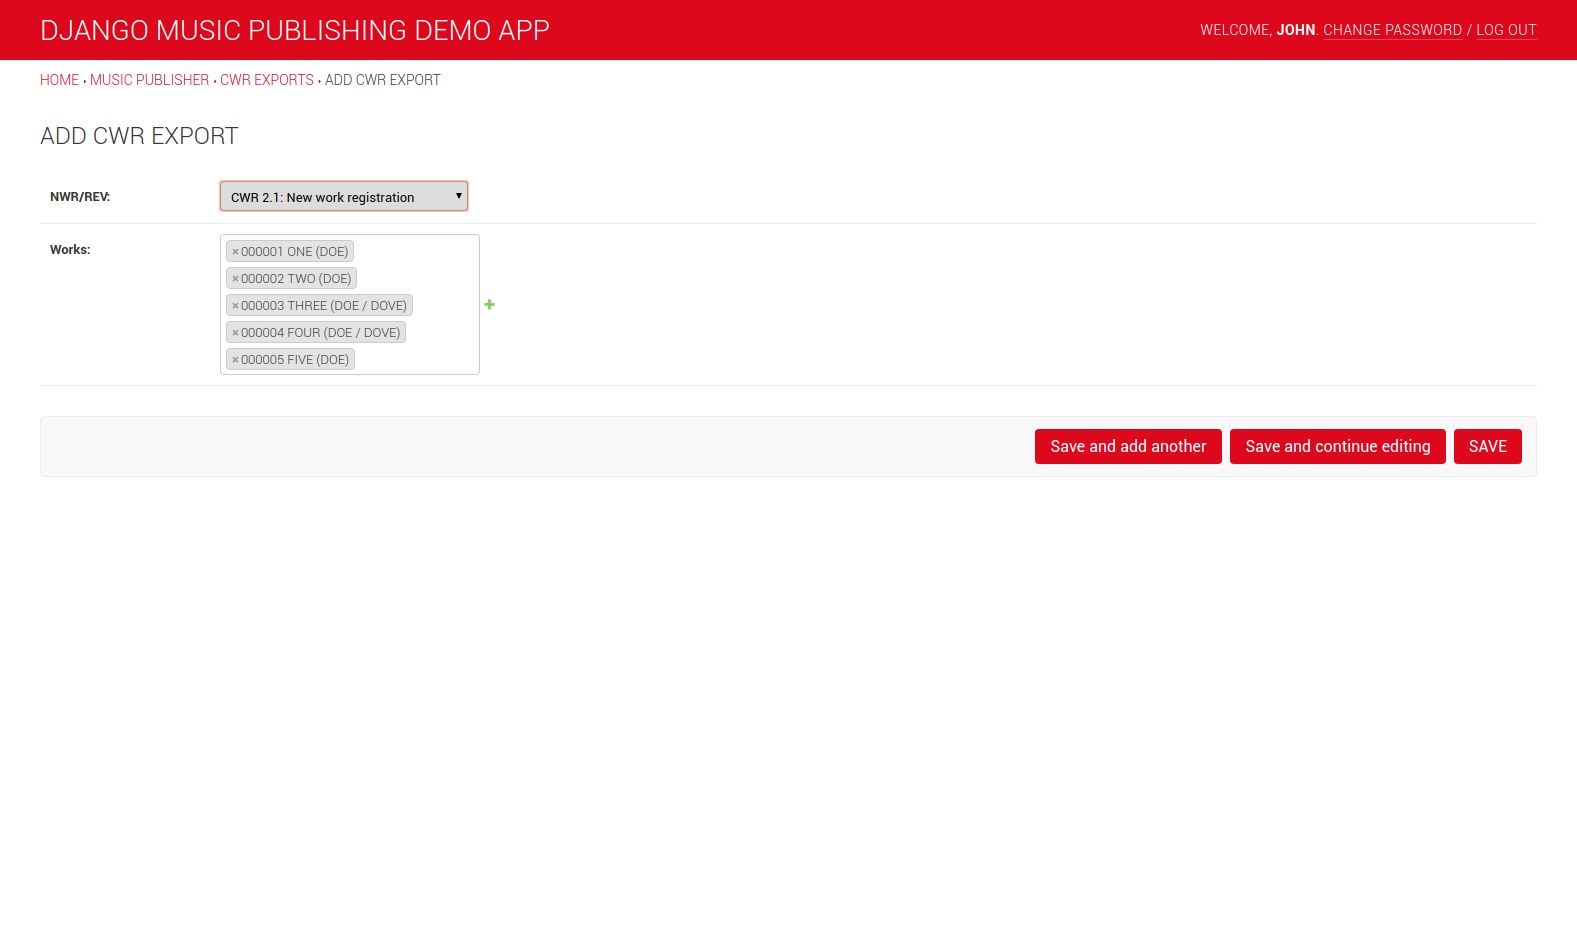 DJANGO MUSIC PUBLISHING DEMO APP
WELCOME, JOHN. CHANGE PASSWORD / LOG OUT
HOME › MUSIC PUBLISHER › CWR EXPORTS › ADD CWR EXPORT
ADD CWR EXPORT
NWR/REV:
CWR 2.1: New work registration
Works:
×000001 ONE (DOE)
×000002 TWO (DOE)
×000003 THREE (DOE / DOVE)
×000004 FOUR (DOE / DOVE)
×000005 FIVE (DOE)
Save and add another
Save and continue editing
SAVE